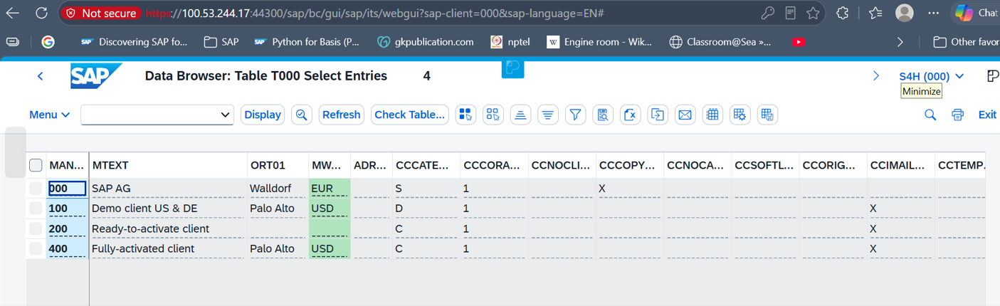 Not secure https://100.53.244.17:44300/sap/bc/gui/sap/its/webgui?sap-client=000&sap-language=EN# Chat
G SAP Discovering SAP fo... SAP SAP Python for Basis (P... gkpublication.com nptel W Engine room - Wik... Classroom@Sea »... Other favor
SAP Data Browser: Table T000 Select Entries 4 S4H (000)
Minimize
Menu Display Refresh Check Table... Exit
MAN... MTEXT ORT01 MW... ADR... CCCATE... CCCORA... CCNOCLI... CCCOPY... CCNOCA... CCSOFTL... CCORIG... CCIMAIL... CCTEMP.
000 SAP AG Walldorf EUR S 1 X
100 Demo client US & DE Palo Alto USD D 1 X
200 Ready-to-activate client C 1 X
400 Fully-activated client Palo Alto USD C 1 X